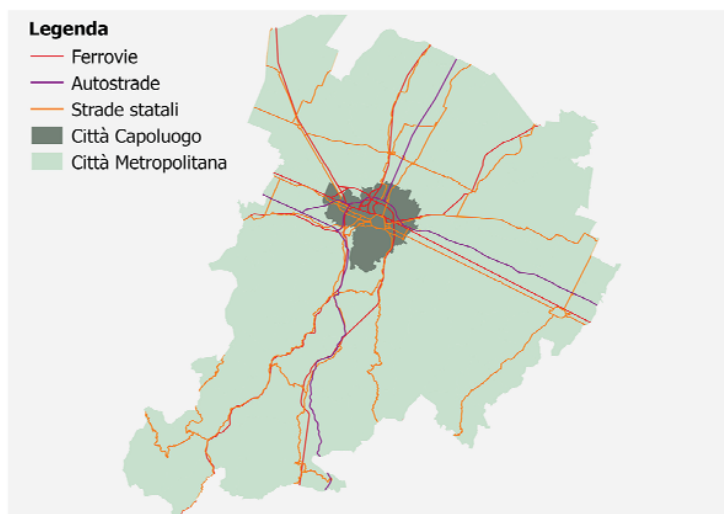 Legenda
Ferrovie
Autostrade
Strade statali
Città Capoluogo
Città Metropolitana